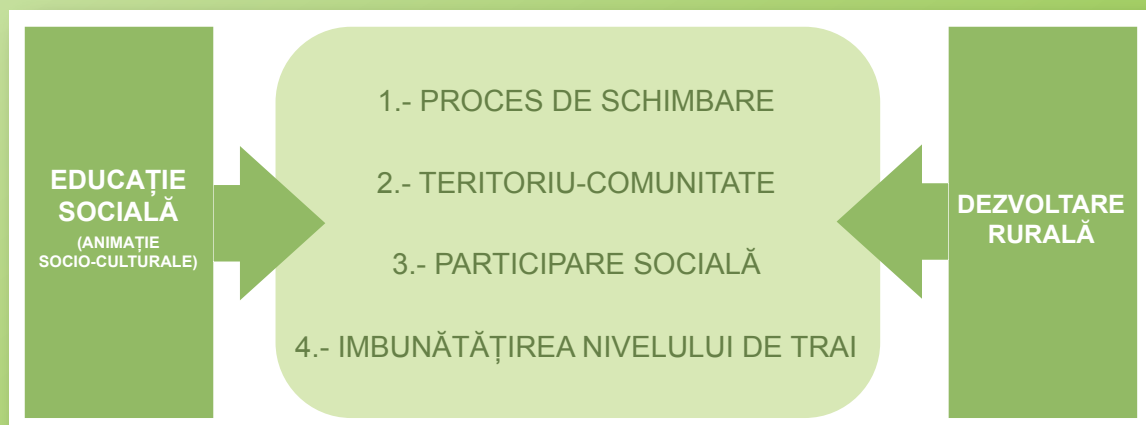 EDUCAȚIE
SOCIALĂ
(ANIMAȚIE
SOCIO-CULTURALE)
1.- PROCES DE SCHIMBARE
2.- TERITORIU-COMUNITATE
3.- PARTICIPARE SOCIALĂ
4.- IMBUNĂTĂȚIREA NIVELULUI DE TRAI
DEZVOLTARE
RURALĂ